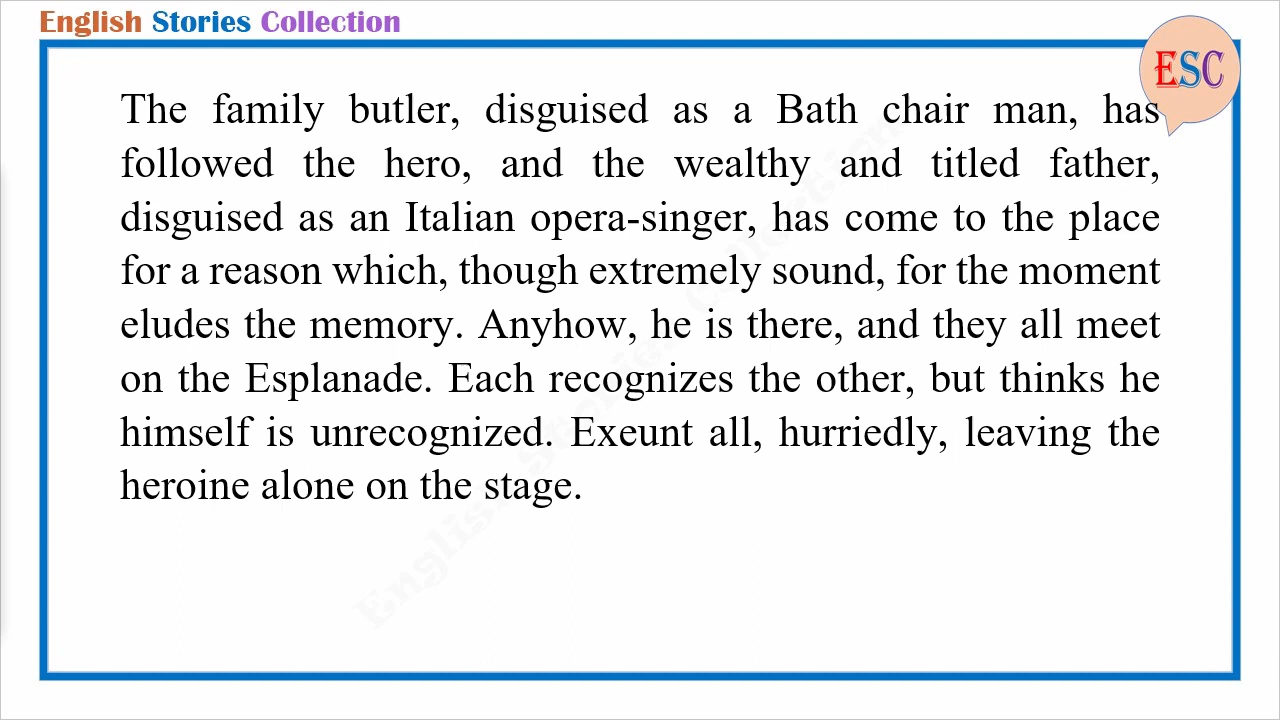 English Stories Collection
ESC
The family butler, disguised as a Bath chair man, has
followed the hero, and the wealthy and titled father,
disguised as an Italian opera-singer, has come to the place
for a reason which, though extremely sound, for the moment
eludes the memory. Anyhow, he is there, and they all meet
on the Esplanade. Each recognizes the other, but thinks he
himself is unrecognized. Exeunt all, hurriedly, leaving the
heroine alone on the stage.
English Stories Collection